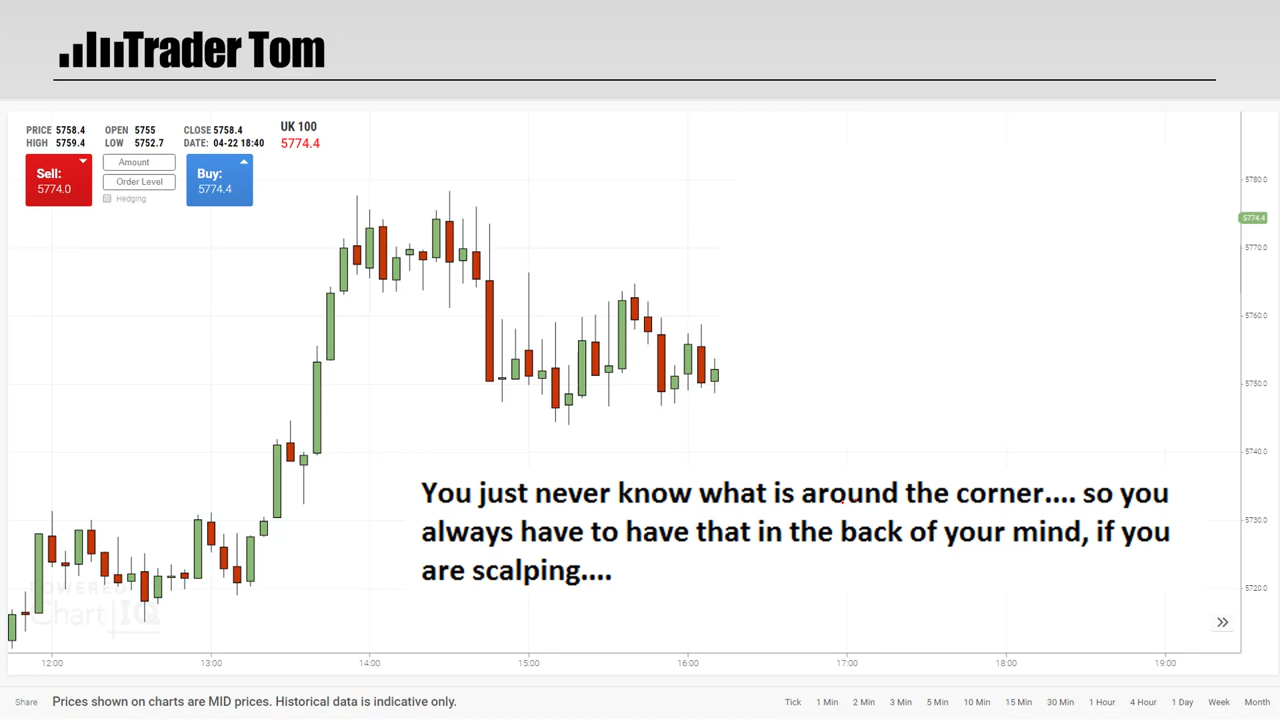 Trader Tom
PRICE 5758.4 OPEN 5755 CLOSE 5758.4 UK 100
HIGH 5759.4 LOW 5752.7 DATE: 04-22 18:40 5774.4
Sell: 5774.0
Amount
Order Level
Hedging
Buy: 5774.4
5780.0
5774.4
5770.0
5760.0
5750.0
5740.0
5730.0
5720.0
You just never know what is around the corner.... so you
always have to have that in the back of your mind, if you
are scalping....
POWERED
Chart IQ
12:00 13:00 14:00 15:00 16:00 17:00 18:00 19:00
Share Prices shown on charts are MID prices. Historical data is indicative only. Tick 1 Min 2 Min 3 Min 5 Min 10 Min 15 Min 30 Min 1 Hour 4 Hour 1 Day Week Month